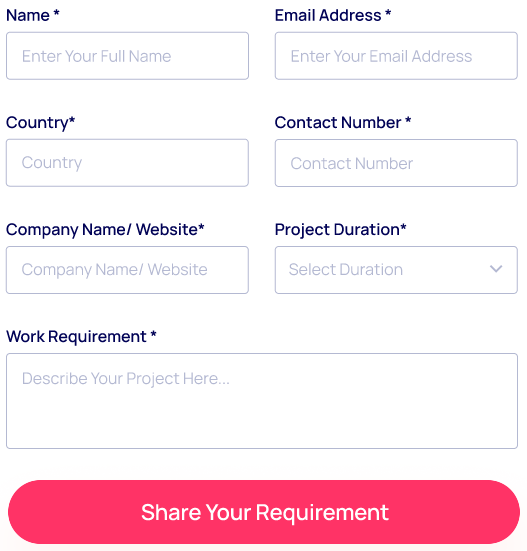 Name *
Email Address *
Enter Your Full Name
Enter Your Email Address
Country*
Contact Number *
Country
Contact Number
Company Name/ Website*
Project Duration*
Company Name/ Website
Select Duration
Work Requirement *
Describe Your Project Here...
Share Your Requirement